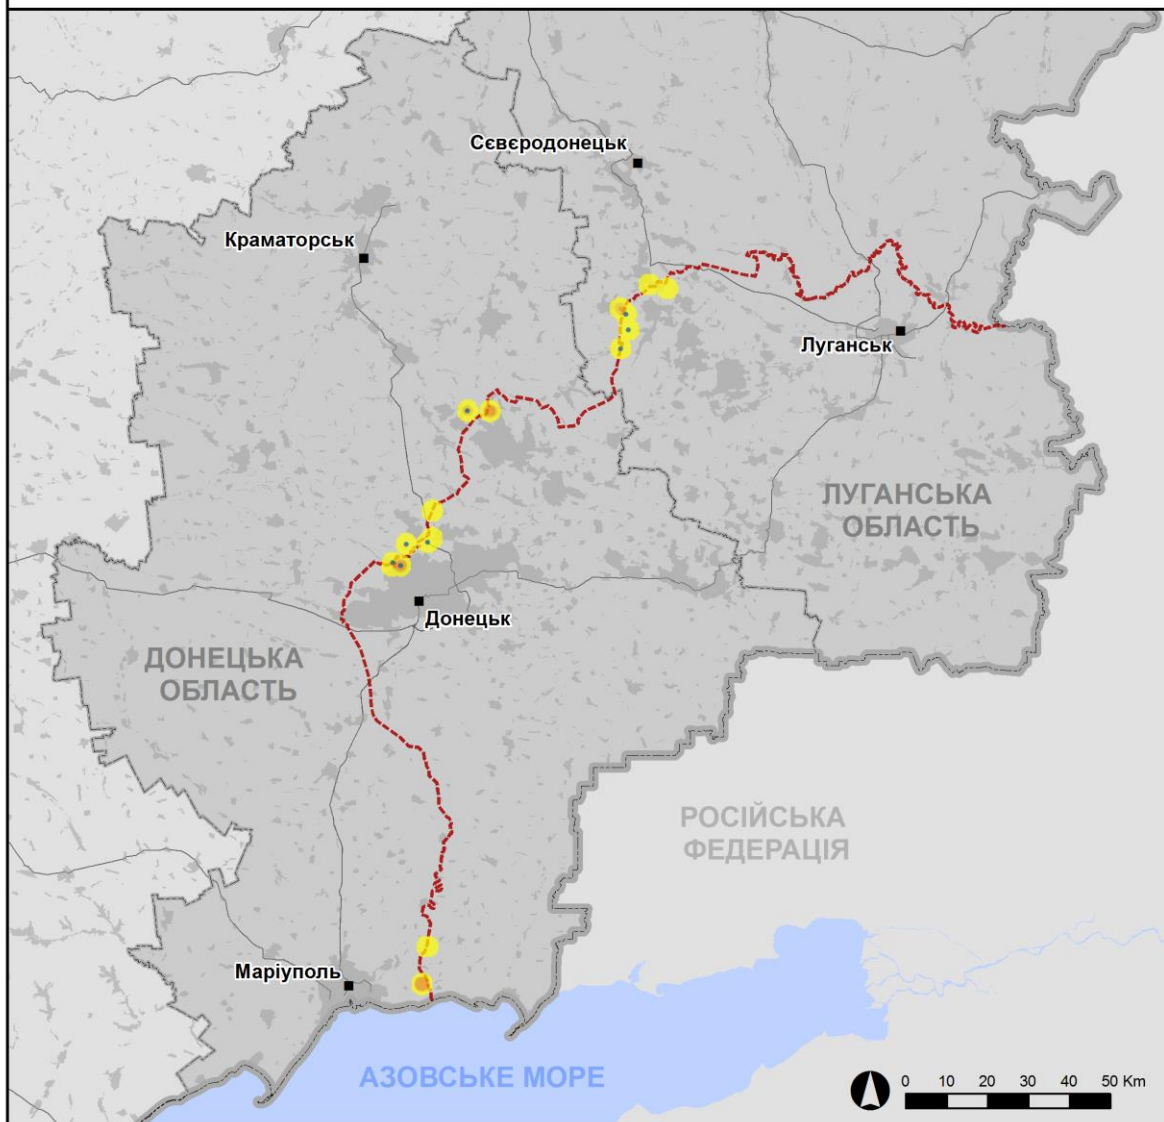 Сєвєродонецьк
Краматорськ
Луганськ
ЛУГАНСЬКА
ОБЛАСТЬ
Донецьк
ДОНЕЦЬКА
ОБЛАСТЬ
РОСІЙСЬКА
ФЕДЕРАЦІЯ
Маріуполь
АЗОВСЬКЕ МОРЕ
0 10 20 30 40 50 Km